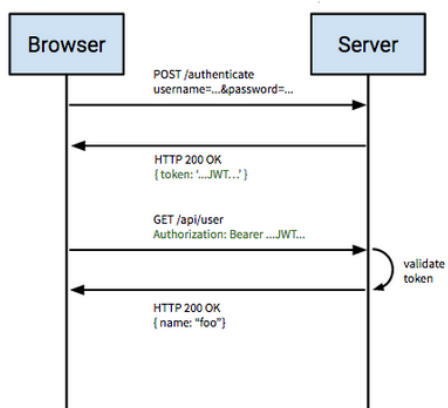 Browser
Server
POST /authenticate
username=...&password=...
HTTP 200 OK
{ token: '...JWT...' }
GET /api/user
Authorization: Bearer ...JWT...
validate
token
HTTP 200 OK
{ name: "foo"}